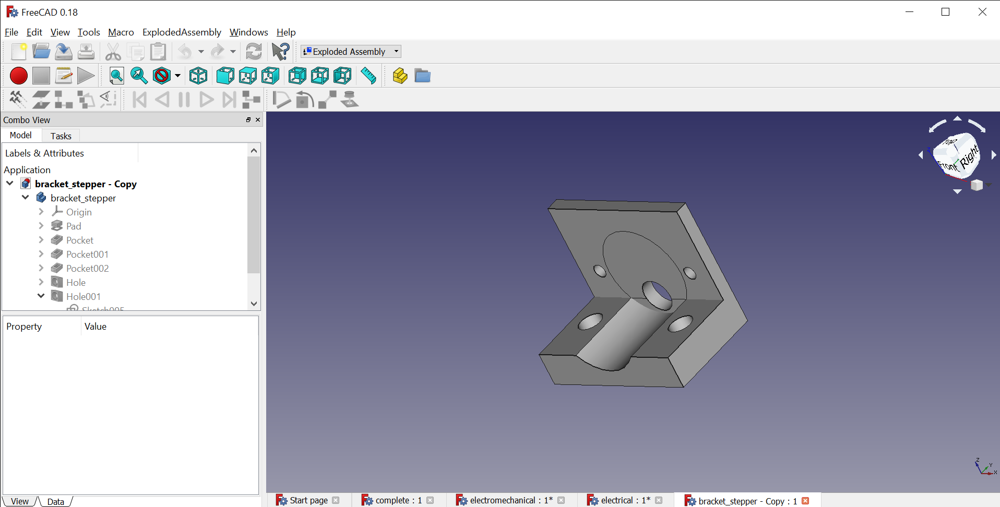 FreeCAD 0.18
File Edit View Tools Macro ExplodedAssembly Windows Help
Exploded Assembly
Combo View
Model Tasks
Labels & Attributes
Application
bracket_stepper - Copy
bracket_stepper
Origin
Pad
Pocket
Pocket001
Pocket002
Hole
Hole001
Sketch005
Property Value
View Data
Top
Front
Right
Z
Z
Y
X
Start page
complete : 1
electromechanical : 1*
electrical : 1*
bracket_stepper - Copy : 1